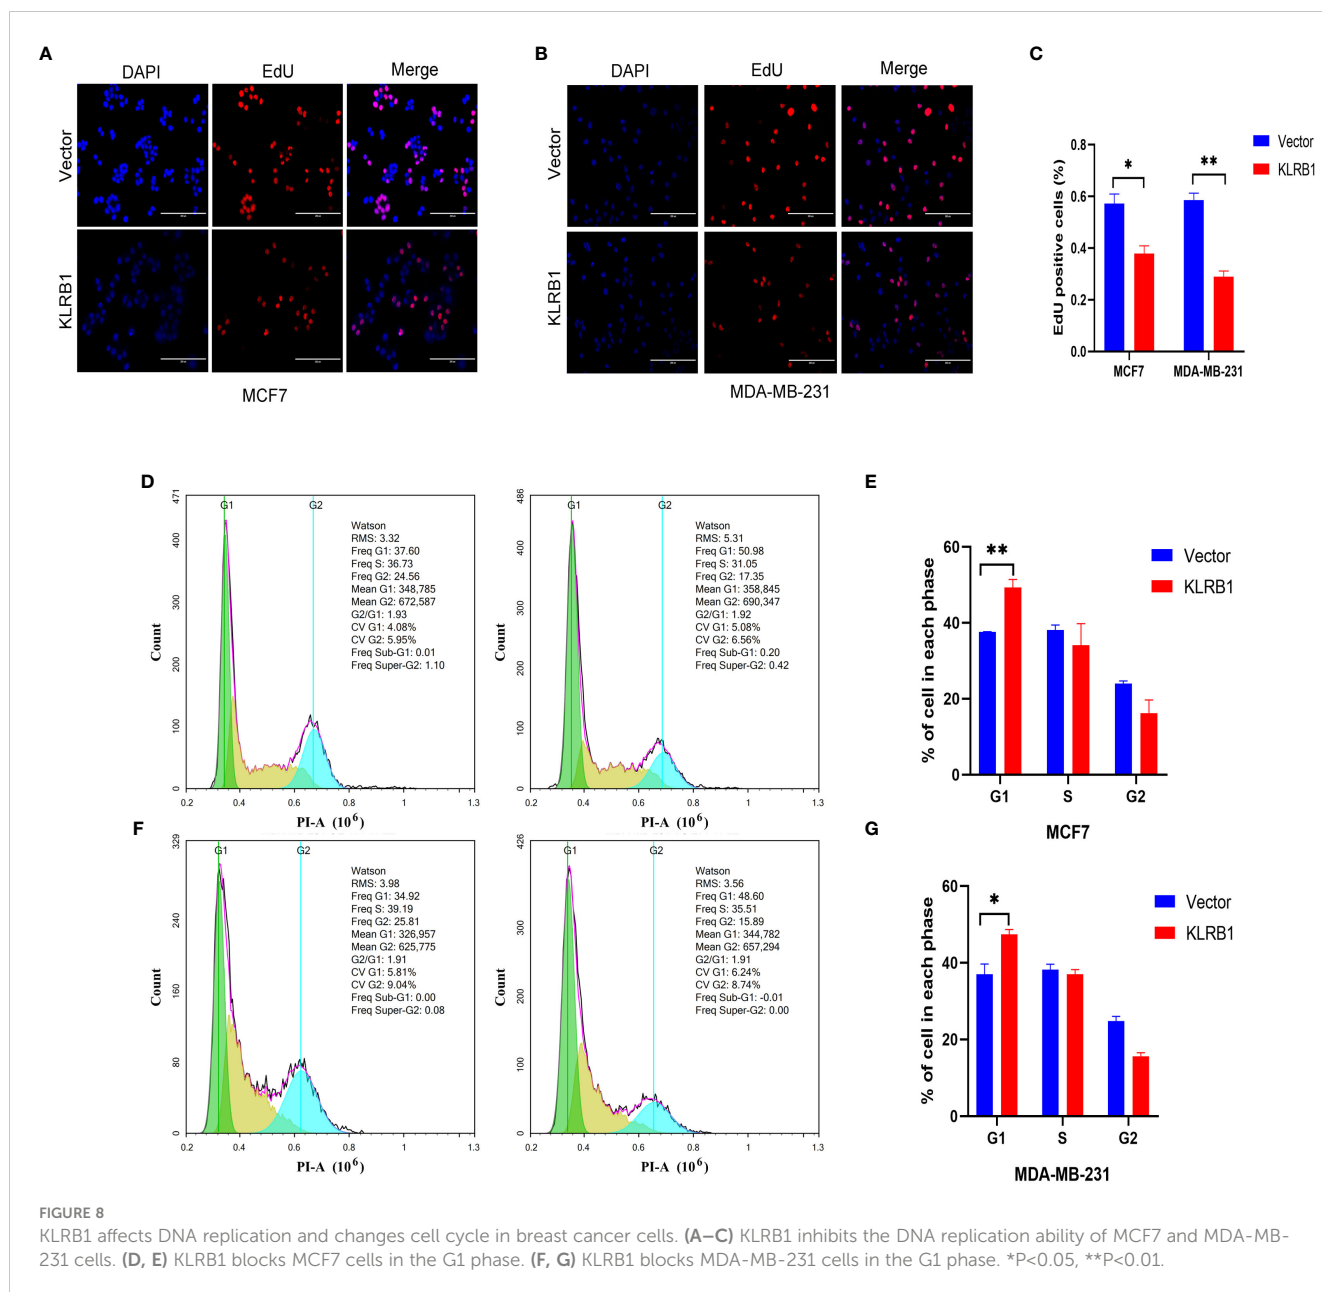 A
DAPI EdU Merge
Vector
KLRB1
MCF7
B
DAPI EdU Merge
Vector
KLRB1
MDA-MB-231
C
EdU positive cells (%)
0.8
0.6
0.4
0.2
0.0
* **
MCF7 MDA-MB-231
Vector
KLRB1
D
471
G1 G2
Watson
RMS: 3.32
Freq G1: 37.60
Freq S: 36.73
Freq G2: 24.56
Mean G1: 348,785
Mean G2: 672,587
G2/G1: 1.93
CV G1: 4.08%
CV G2: 5.95%
Freq Sub-G1: 0.01
Freq Super-G2: 1.10
Count
400
300
200
100
0
0.2 0.4 0.6 0.8 1 1.3
PI-A (10⁶)
486
G1 G2
Watson
RMS: 5.31
Freq G1: 50.98
Freq S: 31.05
Freq G2: 17.35
Mean G1: 358,845
Mean G2: 690,347
G2/G1: 1.92
CV G1: 5.08%
CV G2: 6.56%
Freq Sub-G1: 0.20
Freq Super-G2: 0.42
Count
400
300
200
100
0
0.2 0.4 0.6 0.8 1 1.3
PI-A (10⁶)
E
% of cell in each phase
60
40
20
0
**
G1 S G2
MCF7
Vector
KLRB1
F
329
G1 G2
Watson
RMS: 3.98
Freq G1: 34.92
Freq S: 39.19
Freq G2: 25.81
Mean G1: 326,957
Mean G2: 625,775
G2/G1: 1.91
CV G1: 5.81%
CV G2: 9.04%
Freq Sub-G1: 0.00
Freq Super-G2: 0.08
Count
240
160
80
0
0.2 0.4 0.6 0.8 1 1.3
PI-A (10⁶)
426
G1 G2
Watson
RMS: 3.56
Freq G1: 48.60
Freq S: 35.51
Freq G2: 15.89
Mean G1: 344,782
Mean G2: 657,294
G2/G1: 1.91
CV G1: 6.24%
CV G2: 8.74%
Freq Sub-G1: -0.01
Freq Super-G2: 0.00
Count
300
200
100
0
0.2 0.4 0.6 0.8 1 1.3
PI-A (10⁶)
G
% of cell in each phase
60
40
20
0
*
G1 S G2
MDA-MB-231
Vector
KLRB1
FIGURE 8
KLRB1 affects DNA replication and changes cell cycle in breast cancer cells. (A–C) KLRB1 inhibits the DNA replication ability of MCF7 and MDA-MB-
231 cells. (D, E) KLRB1 blocks MCF7 cells in the G1 phase. (F, G) KLRB1 blocks MDA-MB-231 cells in the G1 phase. *P<0.05, **P<0.01.